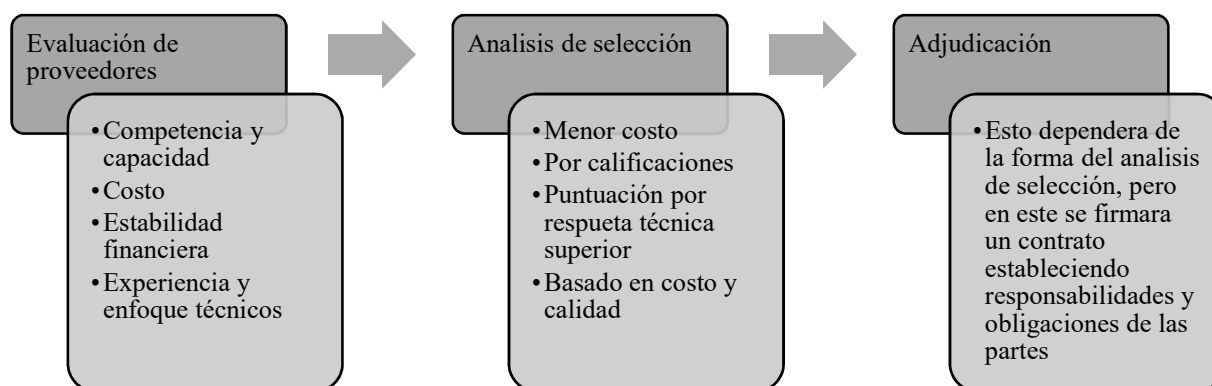 Evaluación de
proveedores
•Competencia y
capacidad
•Costo
•Estabilidad
financiera
•Experiencia y
enfoque técnicos
Analisis de selección
•Menor costo
•Por calificaciones
•Puntuación por
respueta técnica
superior
•Basado en costo y
calidad
Adjudicación
•Esto dependera de
la forma del analisis
de selección, pero
en este se firmara
un contrato
estableciendo
responsabilidades y
obligaciones de las
partes